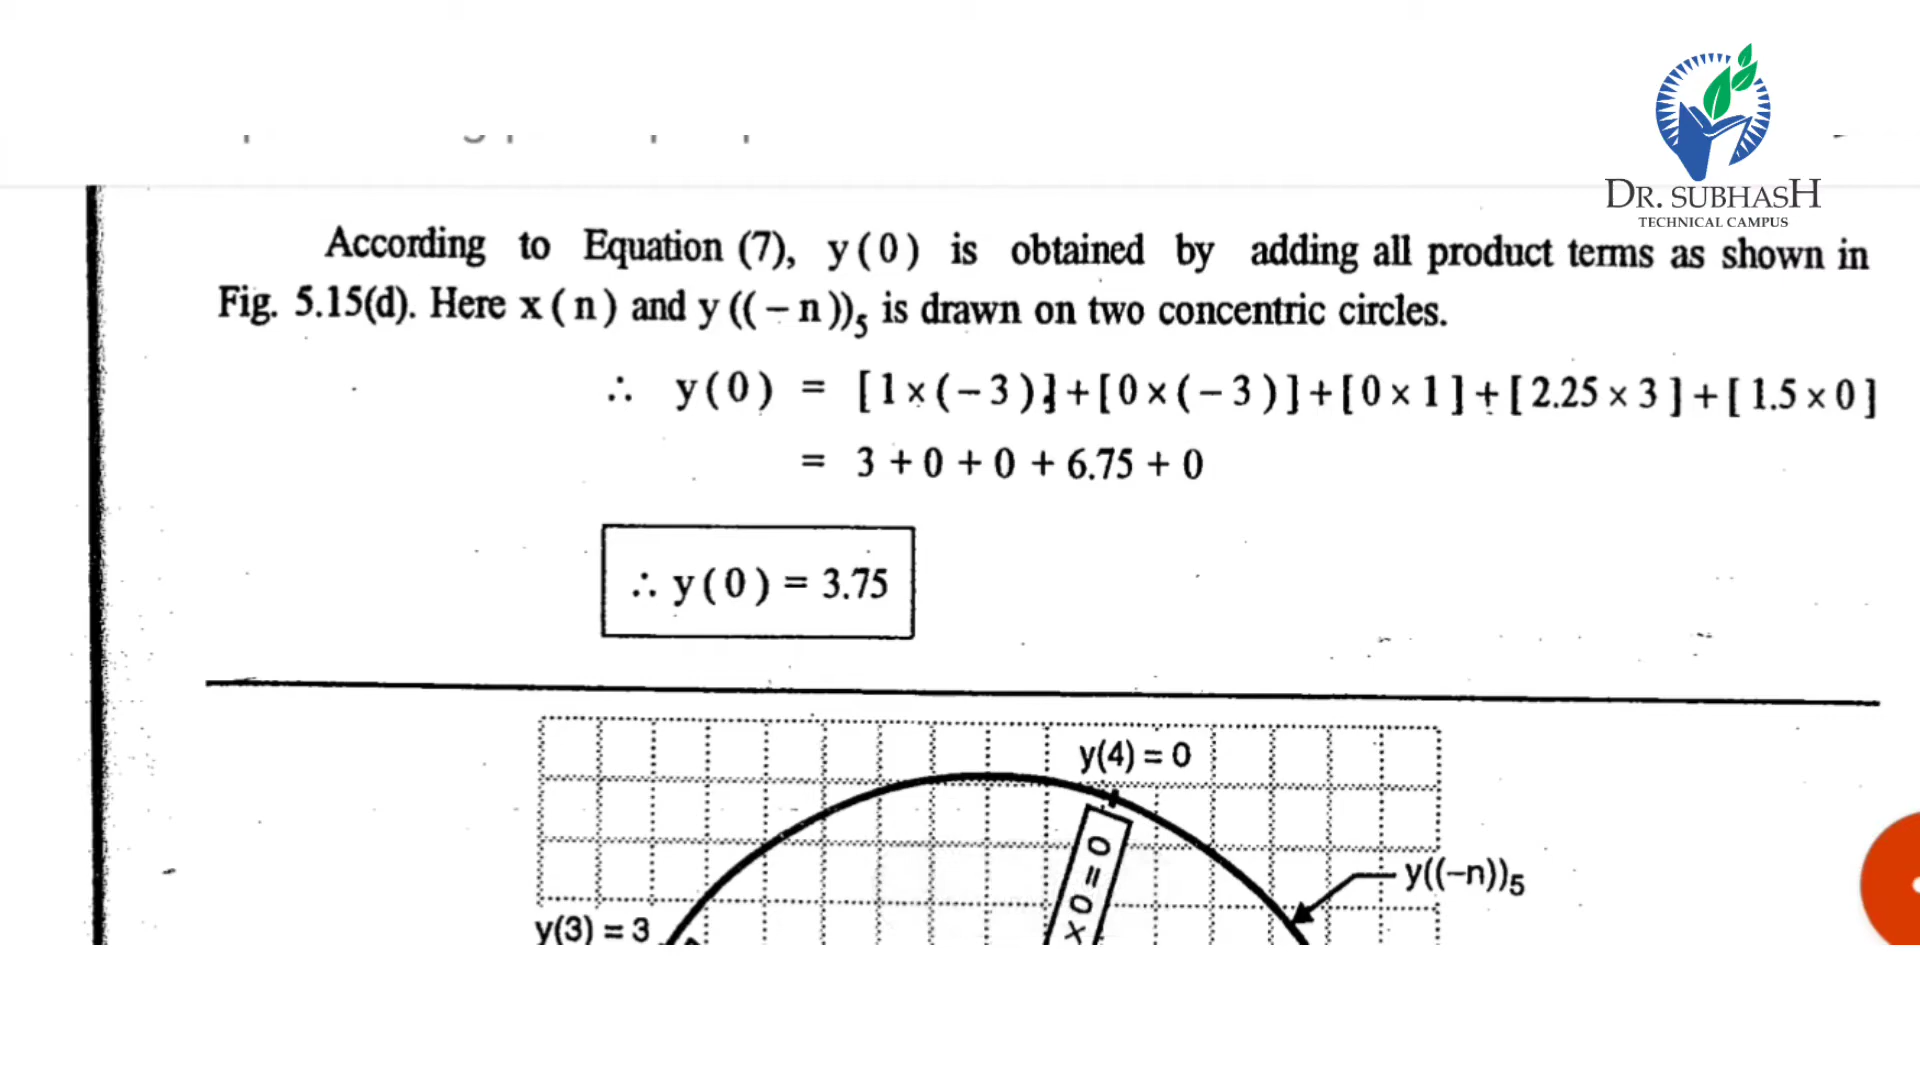 DR. SUBHASH
TECHNICAL CAMPUS
According to Equation (7), y ( 0 ) is obtained by adding all product terms as shown in
Fig. 5.15(d). Here x ( n ) and y (( – n ))₅ is drawn on two concentric circles.
∴ y ( 0 ) = [ 1 × ( – 3 ) ] + [ 0 × ( – 3 ) ] + [ 0 × 1 ] + [ 2.25 × 3 ] + [ 1.5 × 0 ]
= 3 + 0 + 0 + 6.75 + 0
∴ y ( 0 ) = 3.75
y(4) = 0
× 0 = 0
y((–n))₅
y(3) = 3